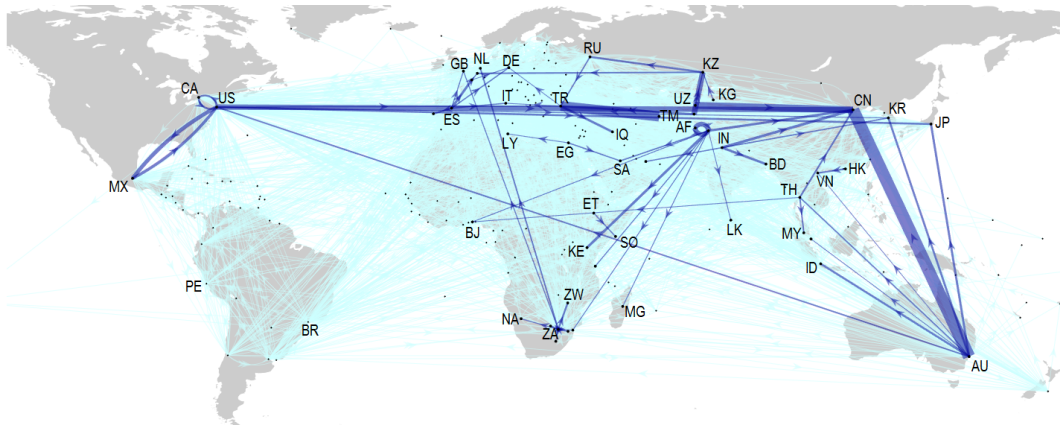 RU
GB
NL
DE
KZ
CA
US
IT
TR
UZ
KG
CN
KR
ES
TM
JP
AF
LY
IQ
IN
EG
SA
BD
HK
VN
MX
TH
ET
BJ
SO
LK
MY
KE
ID
PE
ZW
MG
BR
NA
ZA
AU